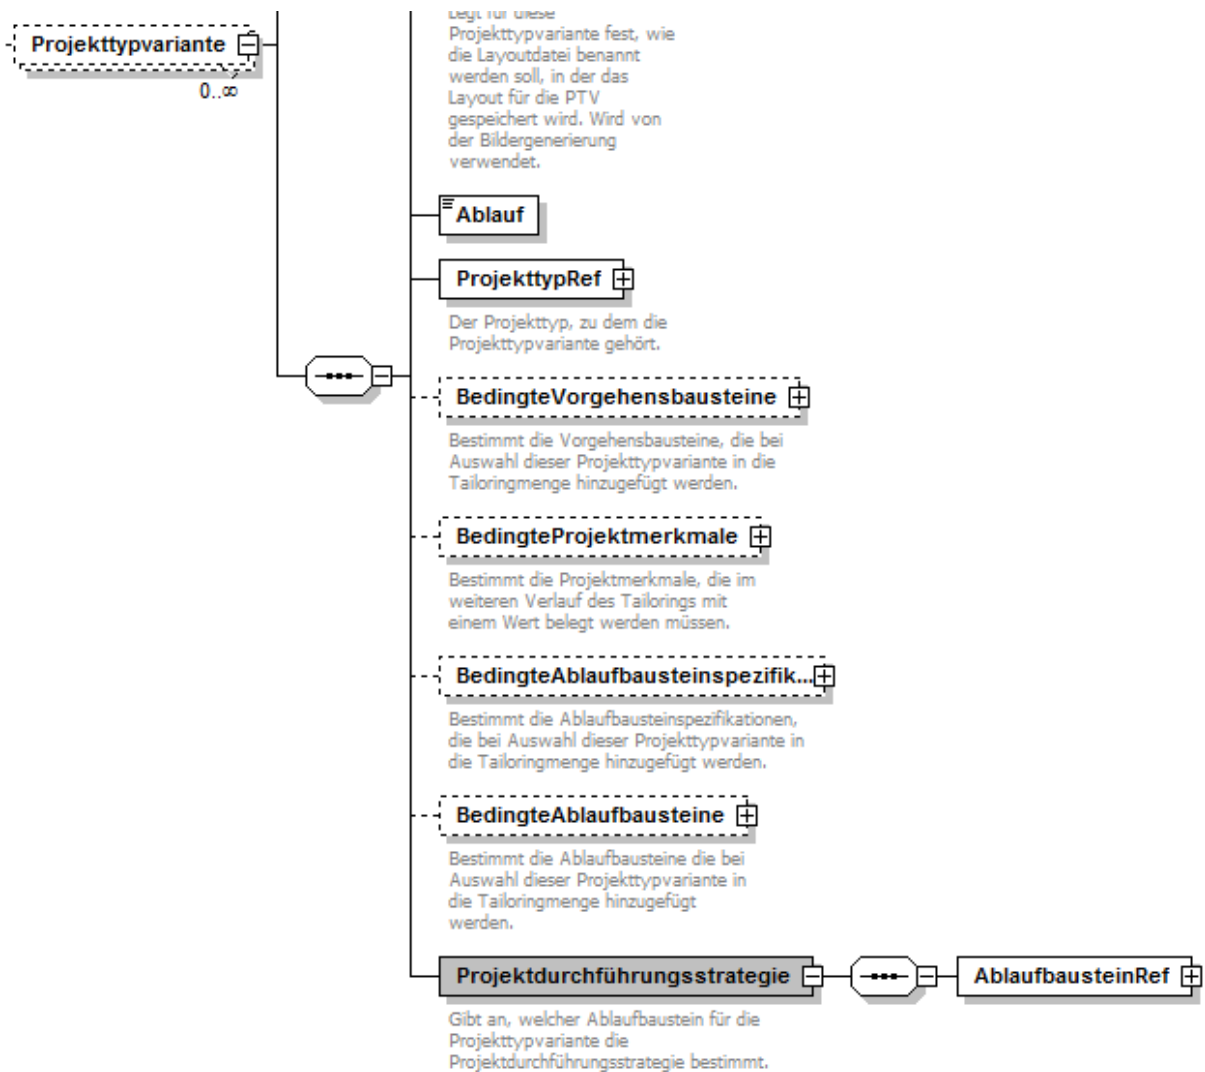 Projekttypvariante
0..∞
Legt für diese
Projekttypvariante fest, wie
die Layoutdatei benannt
werden soll, in der das
Layout für die PTV
gespeichert wird. Wird von
der Bildergenerierung
verwendet.
Ablauf
ProjekttypRef
Der Projekttyp, zu dem die
Projekttypvariante gehört.
BedingteVorgehensbausteine
Bestimmt die Vorgehensbausteine, die bei
Auswahl dieser Projekttypvariante in die
Tailoringmenge hinzugefügt werden.
BedingteProjektmerkmale
Bestimmt die Projektmerkmale, die im
weiteren Verlauf des Tailorings mit
einem Wert belegt werden müssen.
BedingteAblaufbausteinspezifik...
Bestimmt die Ablaufbausteinspezifikationen,
die bei Auswahl dieser Projekttypvariante in
die Tailoringmenge hinzugefügt werden.
BedingteAblaufbausteine
Bestimmt die Ablaufbausteine die bei
Auswahl dieser Projekttypvariante in
die Tailoringmenge hinzugefügt
werden.
Projektdurchführungsstrategie
AblaufbausteinRef
Gibt an, welcher Ablaufbaustein für die
Projekttypvariante die
Projektdurchführungsstrategie bestimmt.